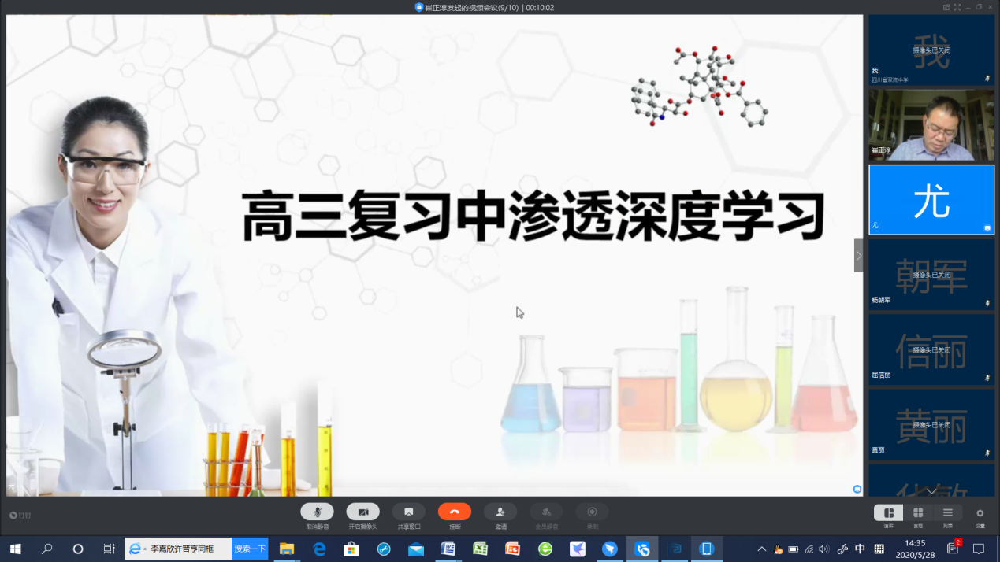 崔正淳发起的视频会议(9/10) | 00:10:02
高三复习中渗透深度学习
尤
我
摄像头已关闭
我
四川省双流中学
崔正淳
尤
尤
朝军
摄像头已关闭
杨朝军
信丽
摄像头已关闭
屈信丽
黄丽
摄像头已关闭
黄丽
华敏
钉钉
取消静音
开启摄像头
共享窗口
挂断
邀请
全员静音
录制
演讲
宫格
列表
设置
李嘉欣许晋亨同框
搜索一下
中
拼
14:35
2020/5/28
2